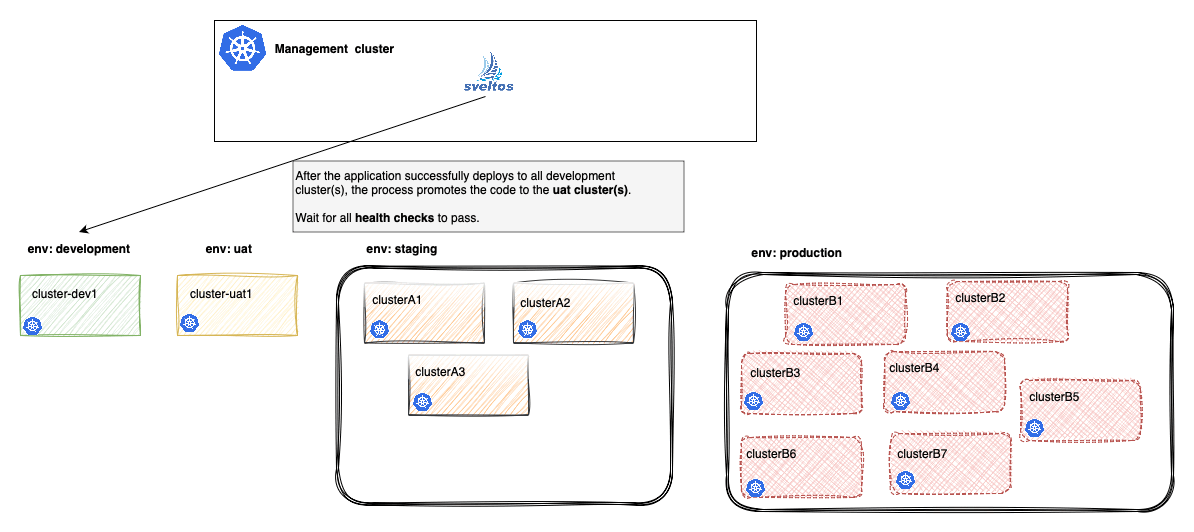 Management cluster
sveltos
After the application successfully deploys to all development
cluster(s), the process promotes the code to the uat cluster(s).
Wait for all health checks to pass.
env: development
env: uat
env: staging
env: production
cluster-dev1
cluster-uat1
clusterA1
clusterA2
clusterA3
clusterB1
clusterB2
clusterB3
clusterB4
clusterB5
clusterB6
clusterB7